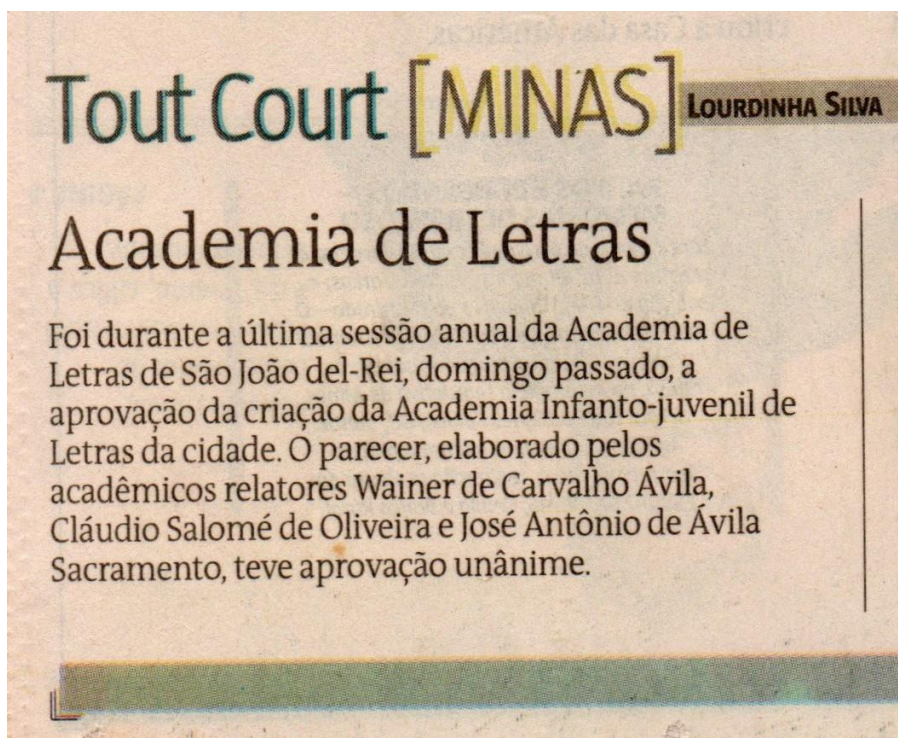 Tout Court [MINAS] LOURDINHA SILVA
Academia de Letras
Foi durante a última sessão anual da Academia de
Letras de São João del-Rei, domingo passado, a
aprovação da criação da Academia Infanto-juvenil de
Letras da cidade. O parecer, elaborado pelos
acadêmicos relatores Wainer de Carvalho Ávila,
Cláudio Salomé de Oliveira e José Antônio de Ávila
Sacramento, teve aprovação unânime.